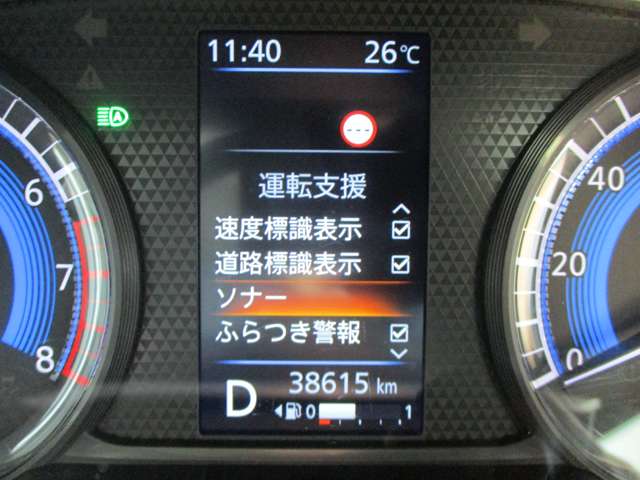 11:40 26℃
---
運転支援
速度標識表示
道路標識表示
ソナー
ふらつき警報
D 38615 km
0 1
6
7
8
40
20
0
A